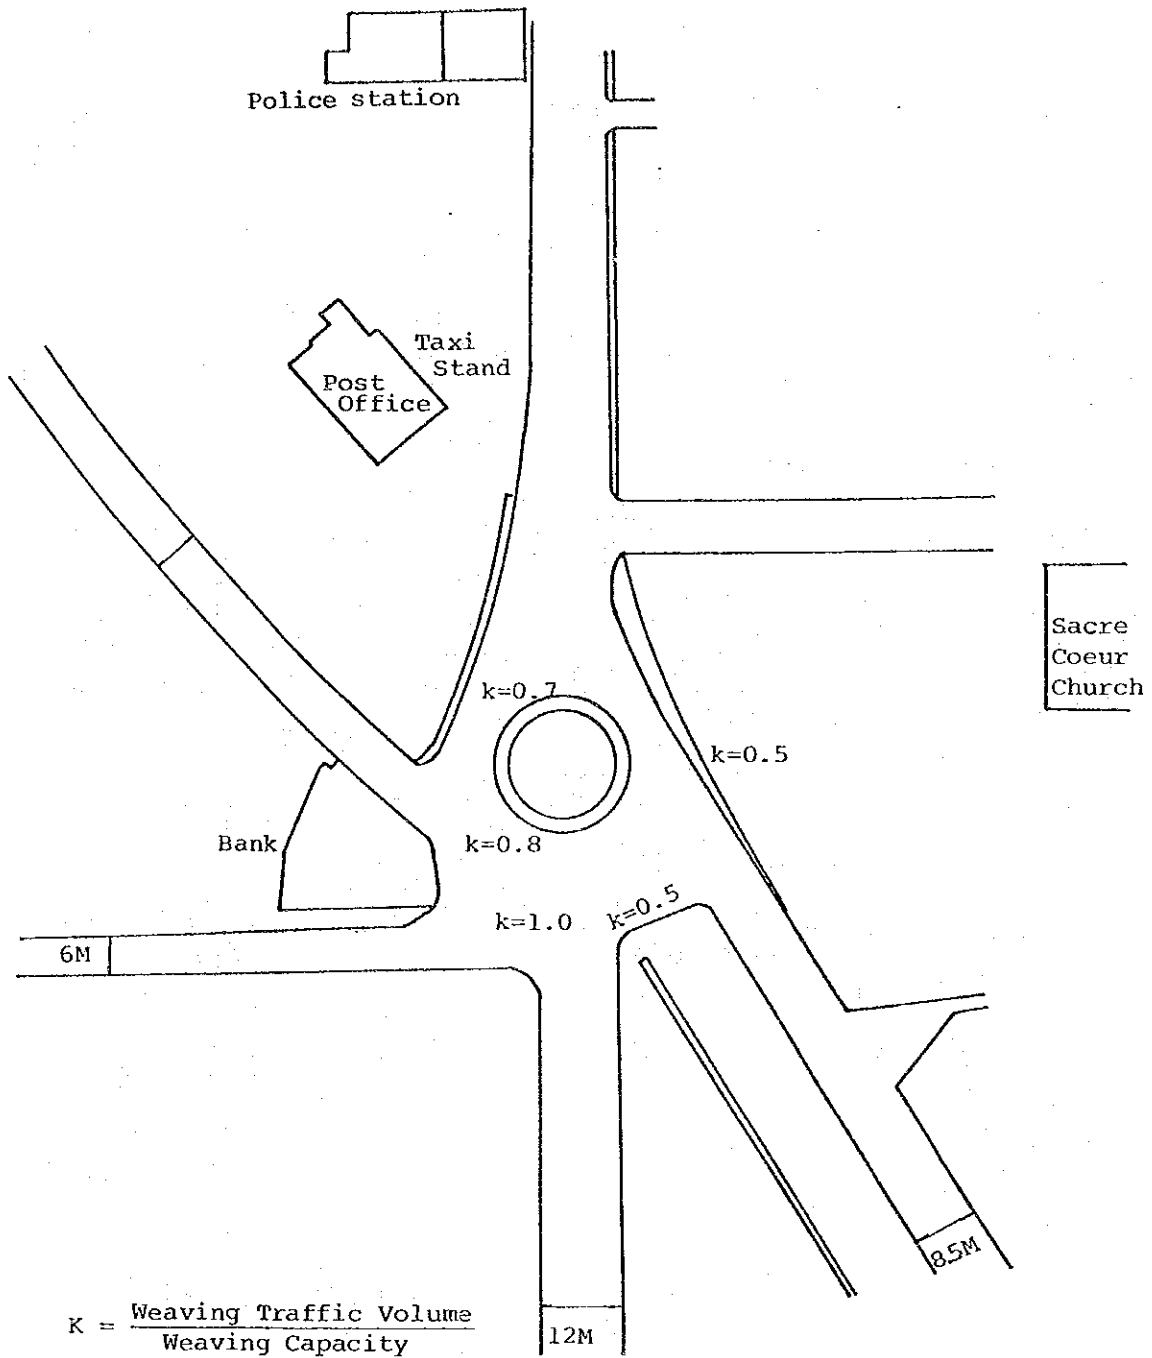 Police station
Taxi
Stand
Post
Office
Sacre
Coeur
Church
k=0.7
k=0.5
Bank
k=0.8
k=0.5
k=1.0
6M
8.5M
12M
K = Weaving Traffic Volume
Weaving Capacity